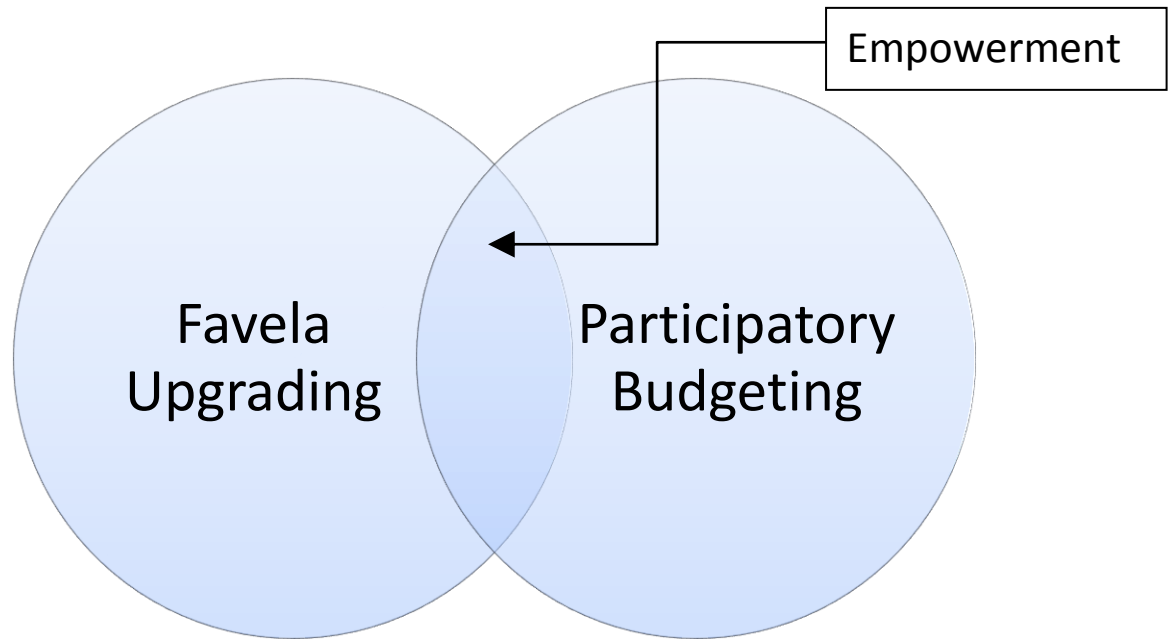 Empowerment
Favela
Upgrading
Participatory
Budgeting